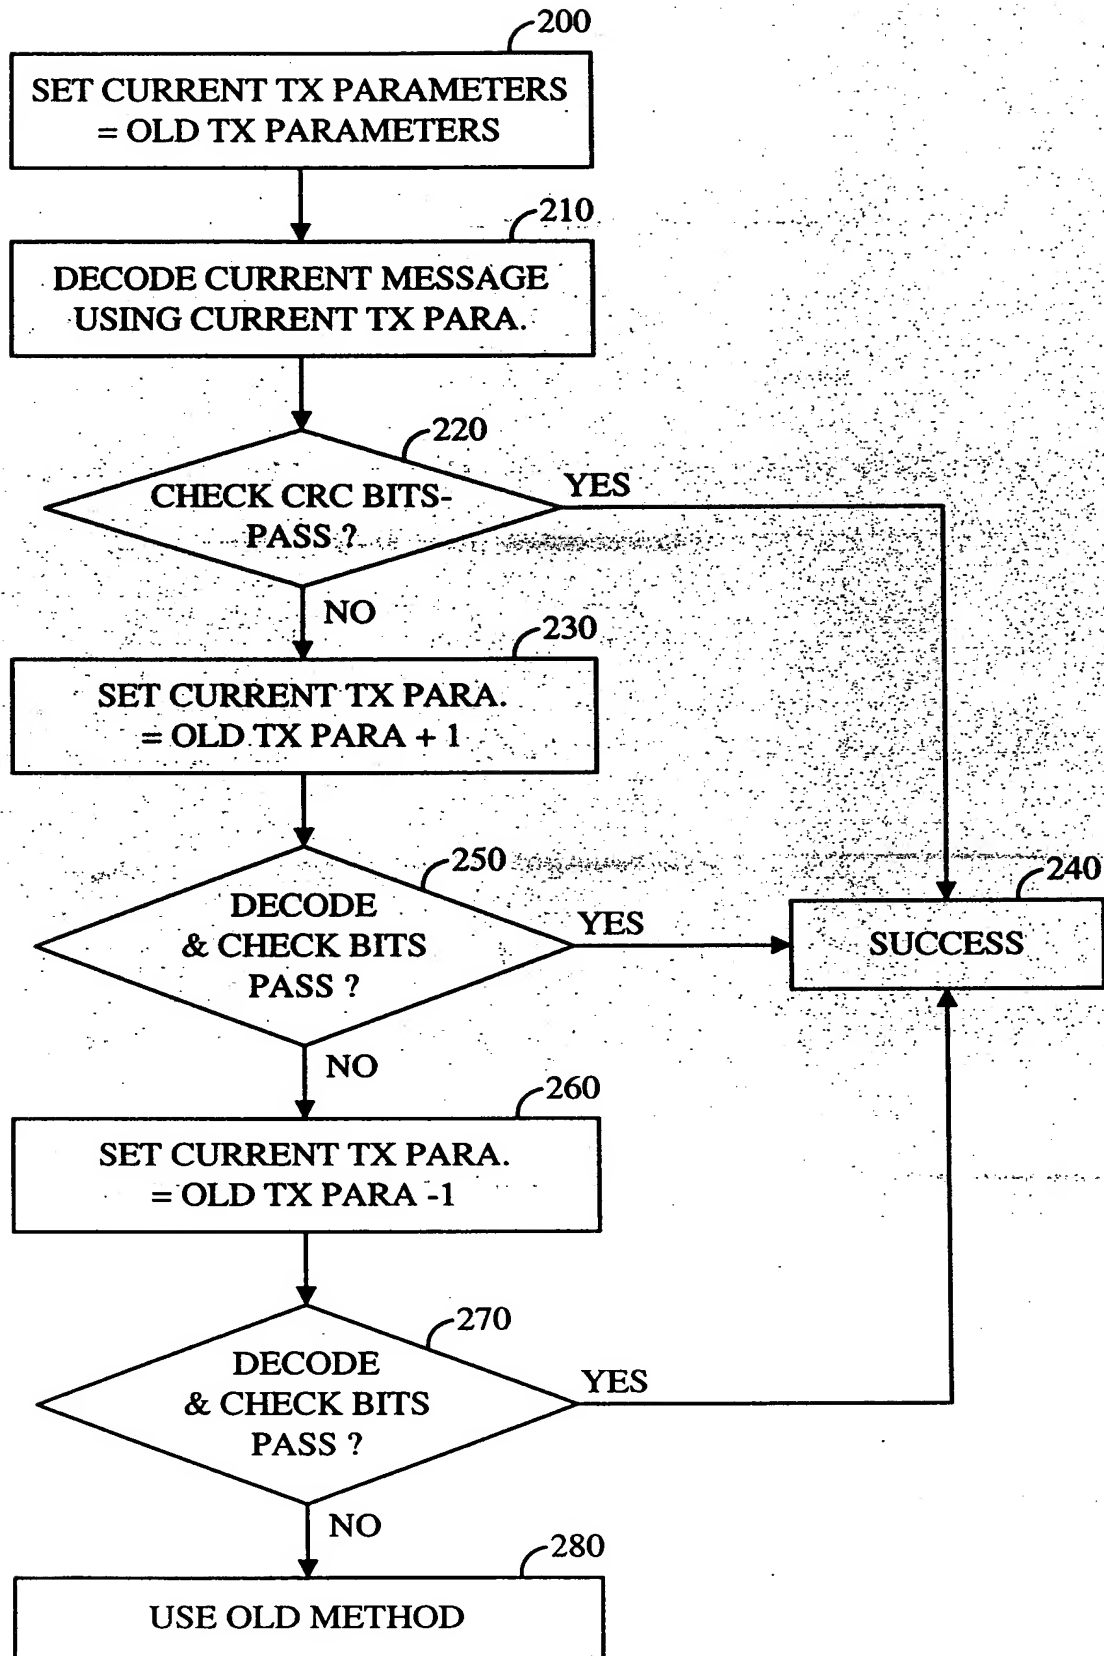 200
SET CURRENT TX PARAMETERS
= OLD TX PARAMETERS
210
DECODE CURRENT MESSAGE
USING CURRENT TX PARA.
220
CHECK CRC BITS-
PASS ?
YES
NO
230
SET CURRENT TX PARA.
= OLD TX PARA + 1
250
DECODE
& CHECK BITS
PASS ?
YES
240
SUCCESS
NO
260
SET CURRENT TX PARA.
= OLD TX PARA -1
270
DECODE
& CHECK BITS
PASS ?
YES
NO
280
USE OLD METHOD